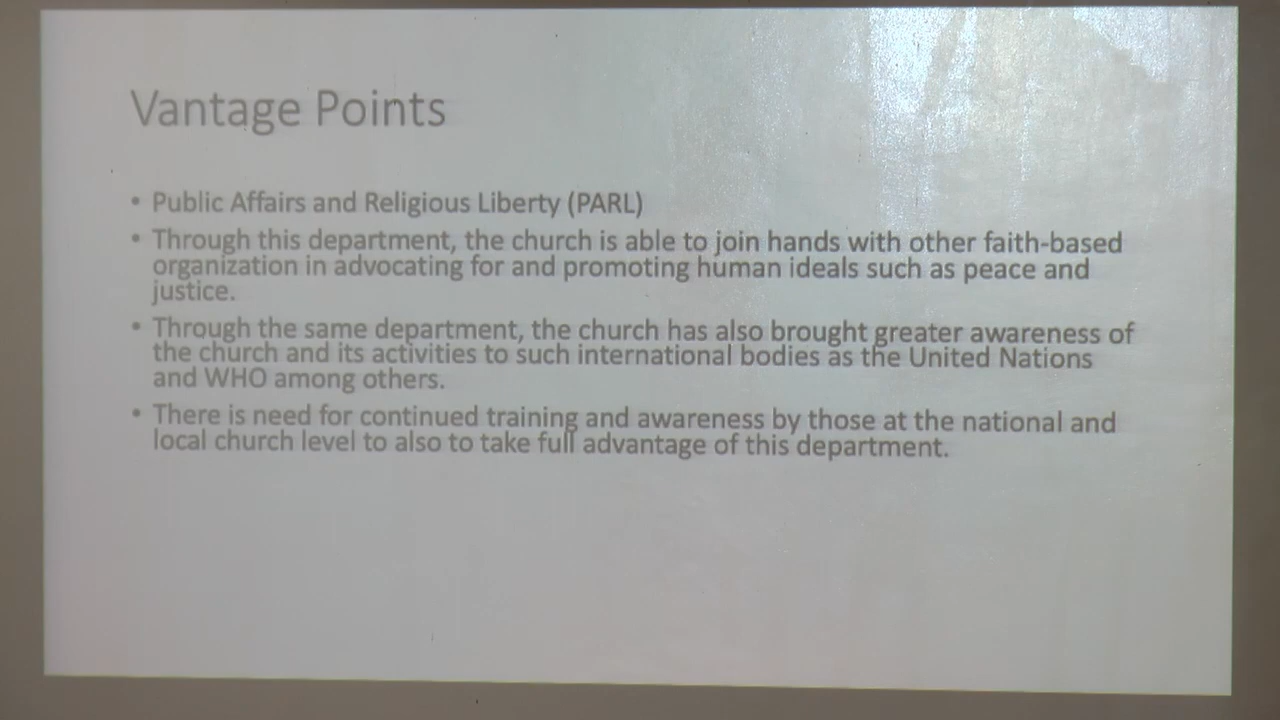 Vantage Points
• Public Affairs and Religious Liberty (PARL)
• Through this department, the church is able to join hands with other faith-based
organization in advocating for and promoting human ideals such as peace and
justice.
• Through the same department, the church has also brought greater awareness of
the church and its activities to such international bodies as the United Nations
and WHO among others.
• There is need for continued training and awareness by those at the national and
local church level to also to take full advantage of this department.